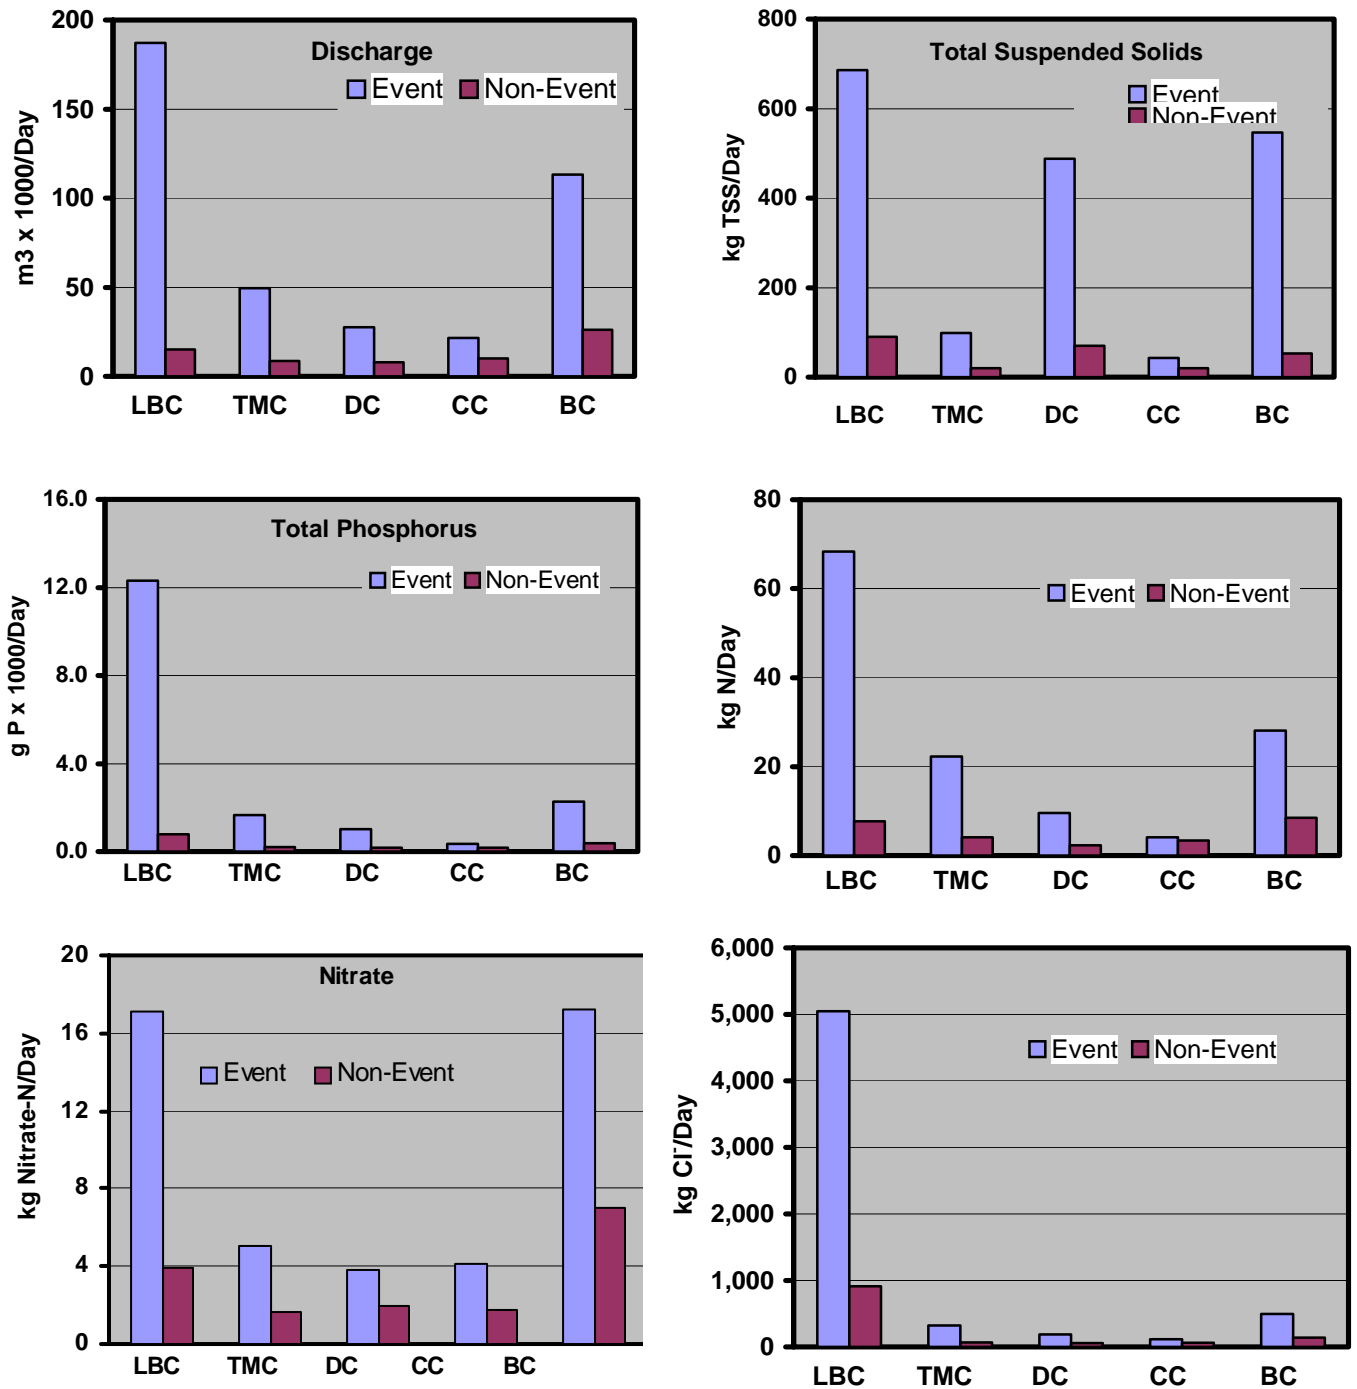 Discharge
Event Non-Event
m3 x 1000/Day
200
150
100
50
0
LBC TMC DC CC BC
Total Suspended Solids
Event
Non-Event
kg TSS/Day
800
600
400
200
0
LBC TMC DC CC BC
Total Phosphorus
Event Non-Event
g P x 1000/Day
16.0
12.0
8.0
4.0
0.0
LBC TMC DC CC BC
Event Non-Event
kg N/Day
80
60
40
20
0
LBC TMC DC CC BC
Nitrate
Event Non-Event
kg Nitrate-N/Day
20
16
12
8
4
0
LBC TMC DC CC BC
Event Non-Event
kg Cl⁻/Day
6,000
5,000
4,000
3,000
2,000
1,000
0
LBC TMC DC CC BC